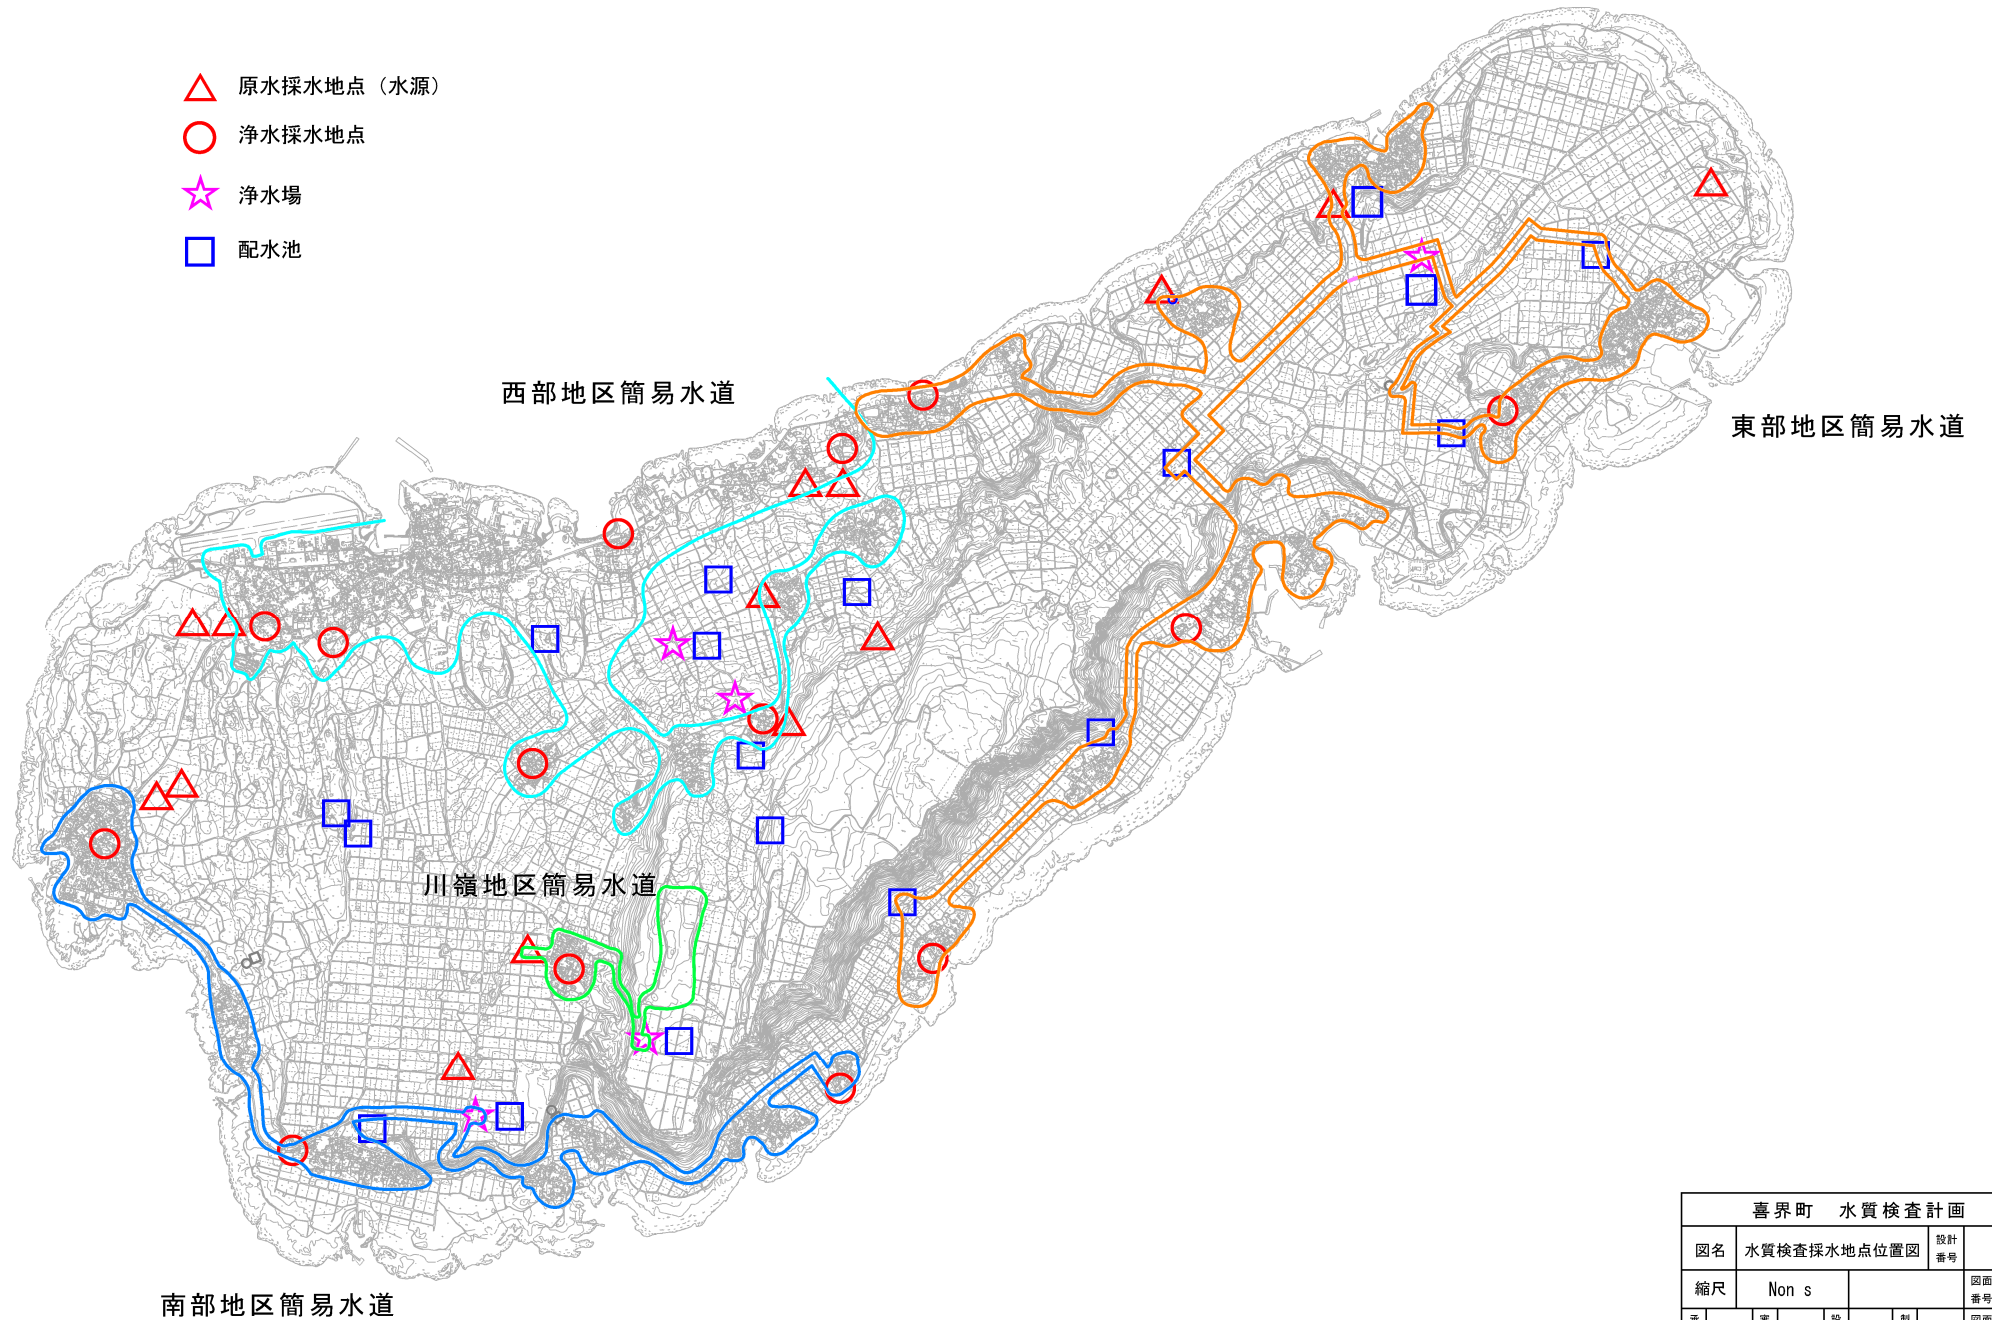 原水採水地点（水源）
浄水採水地点
浄水場
配水池
西部地区簡易水道
東部地区簡易水道
川嶺地区簡易水道
南部地区簡易水道
喜界町　水質検査計画
図名 水質検査採水地点位置図 設計番号
縮尺 Non s 図面番号